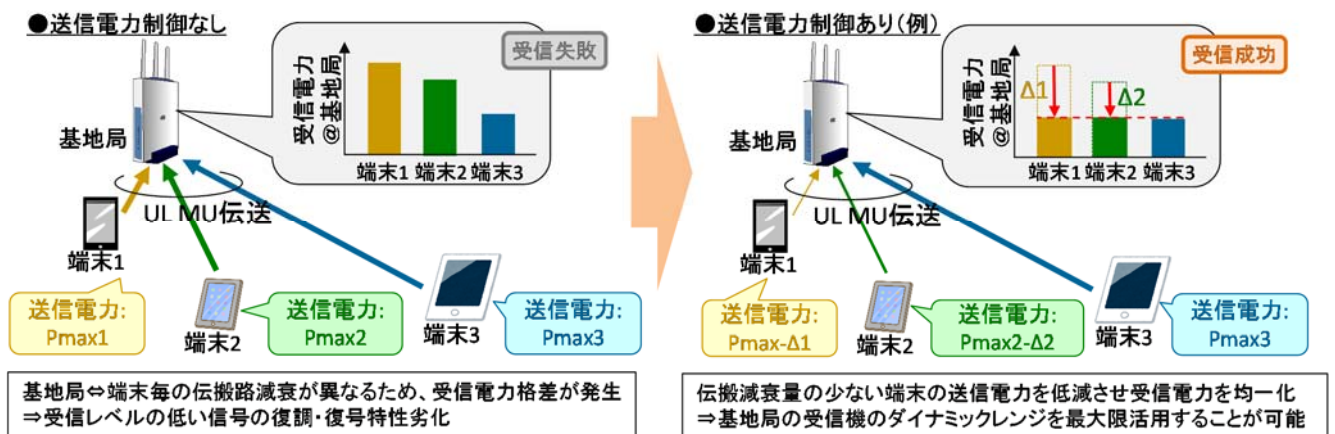 ●送信電力制御なし
受信失敗
受信電力
@基地局
端末1 端末2 端末3
基地局
UL MU伝送
端末1
端末2
端末3
送信電力:
Pmax1
送信電力:
Pmax2
送信電力:
Pmax3
基地局⇔端末毎の伝搬路減衰が異なるため、受信電力格差が発生
⇒受信レベルの低い信号の復調・復号特性劣化
●送信電力制御あり(例)
受信成功
受信電力
@基地局
Δ1
Δ2
端末1 端末2 端末3
基地局
UL MU伝送
端末1
端末2
端末3
送信電力:
Pmax-Δ1
送信電力:
Pmax2-Δ2
送信電力:
Pmax3
伝搬減衰量の少ない端末の送信電力を低減させ受信電力を均一化
⇒基地局の受信機のダイナミックレンジを最大限活用することが可能